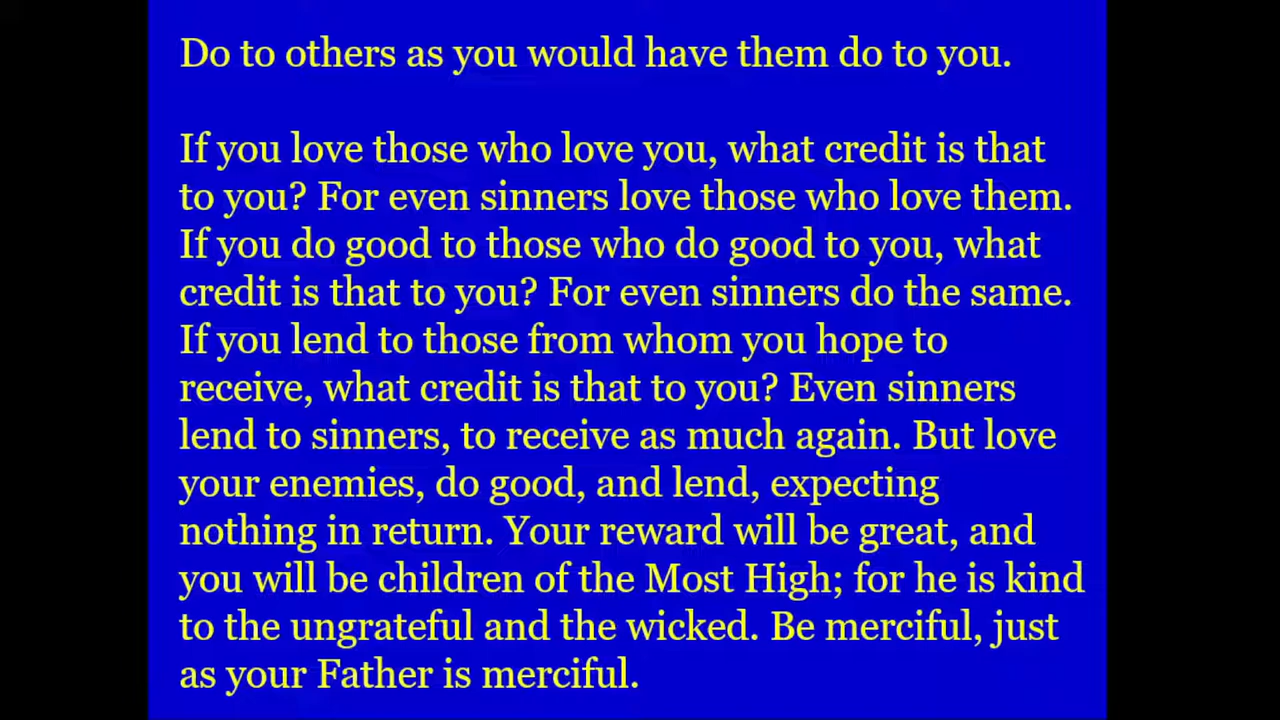 Do to others as you would have them do to you.
If you love those who love you, what credit is that
to you? For even sinners love those who love them.
If you do good to those who do good to you, what
credit is that to you? For even sinners do the same.
If you lend to those from whom you hope to
receive, what credit is that to you? Even sinners
lend to sinners, to receive as much again. But love
your enemies, do good, and lend, expecting
nothing in return. Your reward will be great, and
you will be children of the Most High; for he is kind
to the ungrateful and the wicked. Be merciful, just
as your Father is merciful.